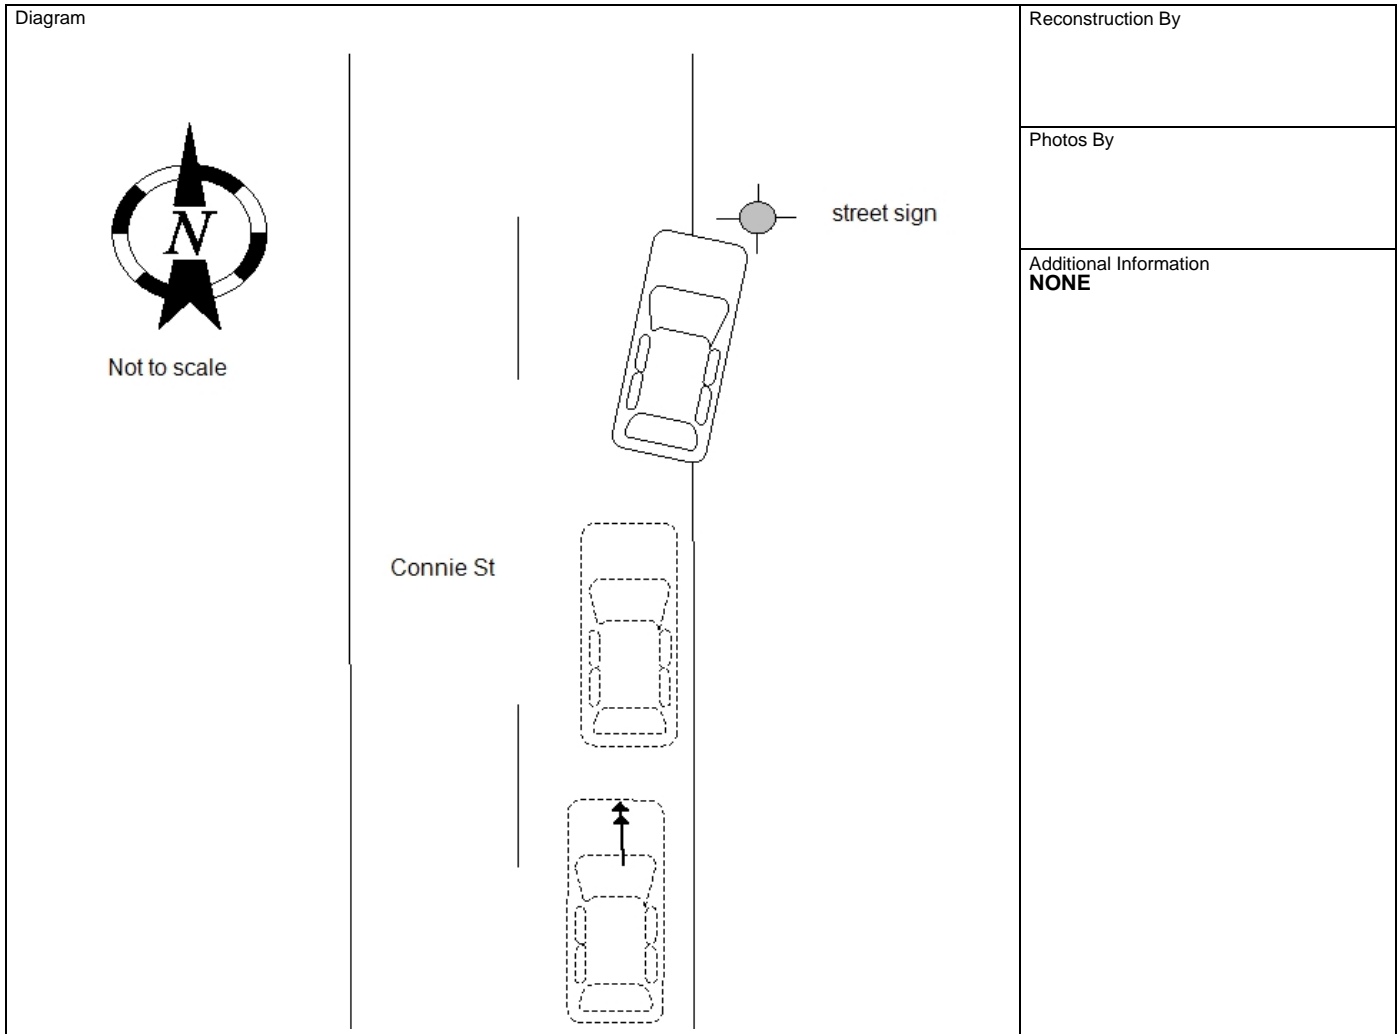 Diagram
Reconstruction By
Photos By
Additional Information
NONE
N
Not to scale
street sign
Connie St